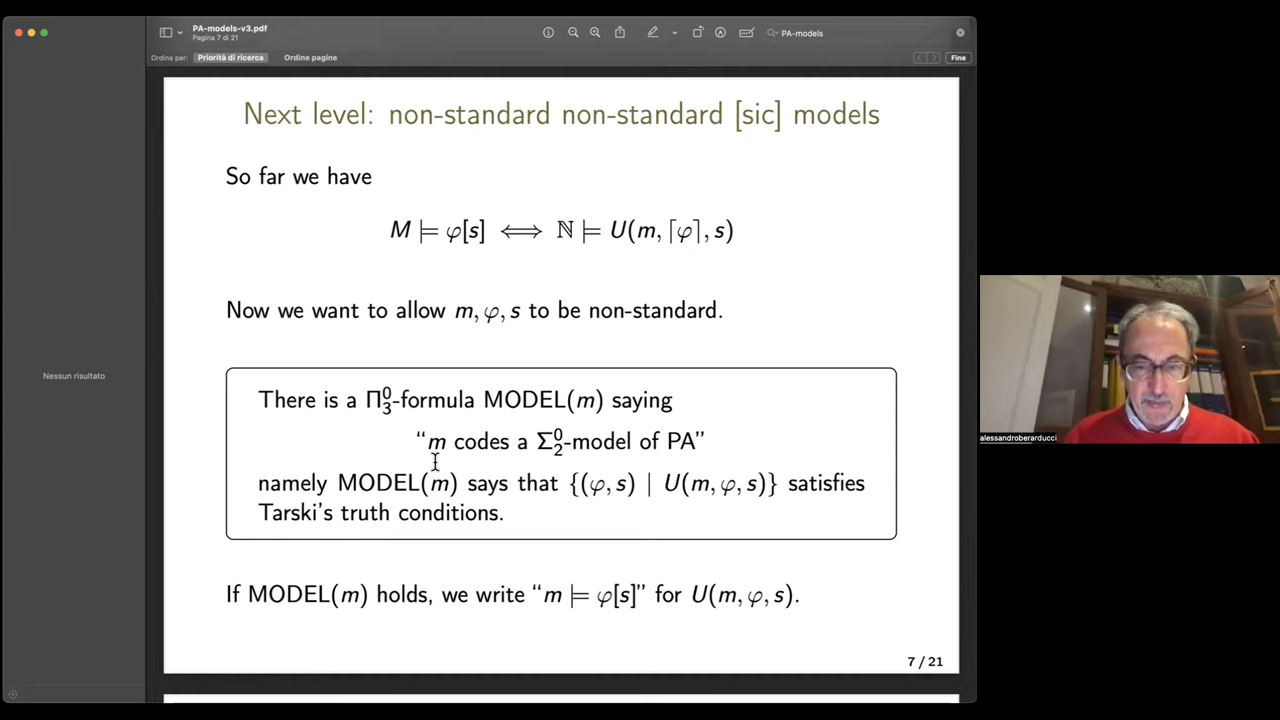 PA-models-v3.pdf
Pagina 7 di 21
PA-models
Ordina per: Priorità di ricerca Ordine pagine Fine
Next level: non-standard non-standard [sic] models
So far we have
M ⊨ φ[s] ⟺ ℕ ⊨ U(m, ⌈φ⌉, s)
Now we want to allow m, φ, s to be non-standard.
There is a Π⁰₃-formula MODEL(m) saying
“m codes a Σ⁰₂-model of PA”
namely MODEL(m) says that {(φ, s) | U(m, φ, s)} satisfies
Tarski's truth conditions.
If MODEL(m) holds, we write “m ⊨ φ[s]” for U(m, φ, s).
7 / 21
Nessun risultato
alessandroberarducci